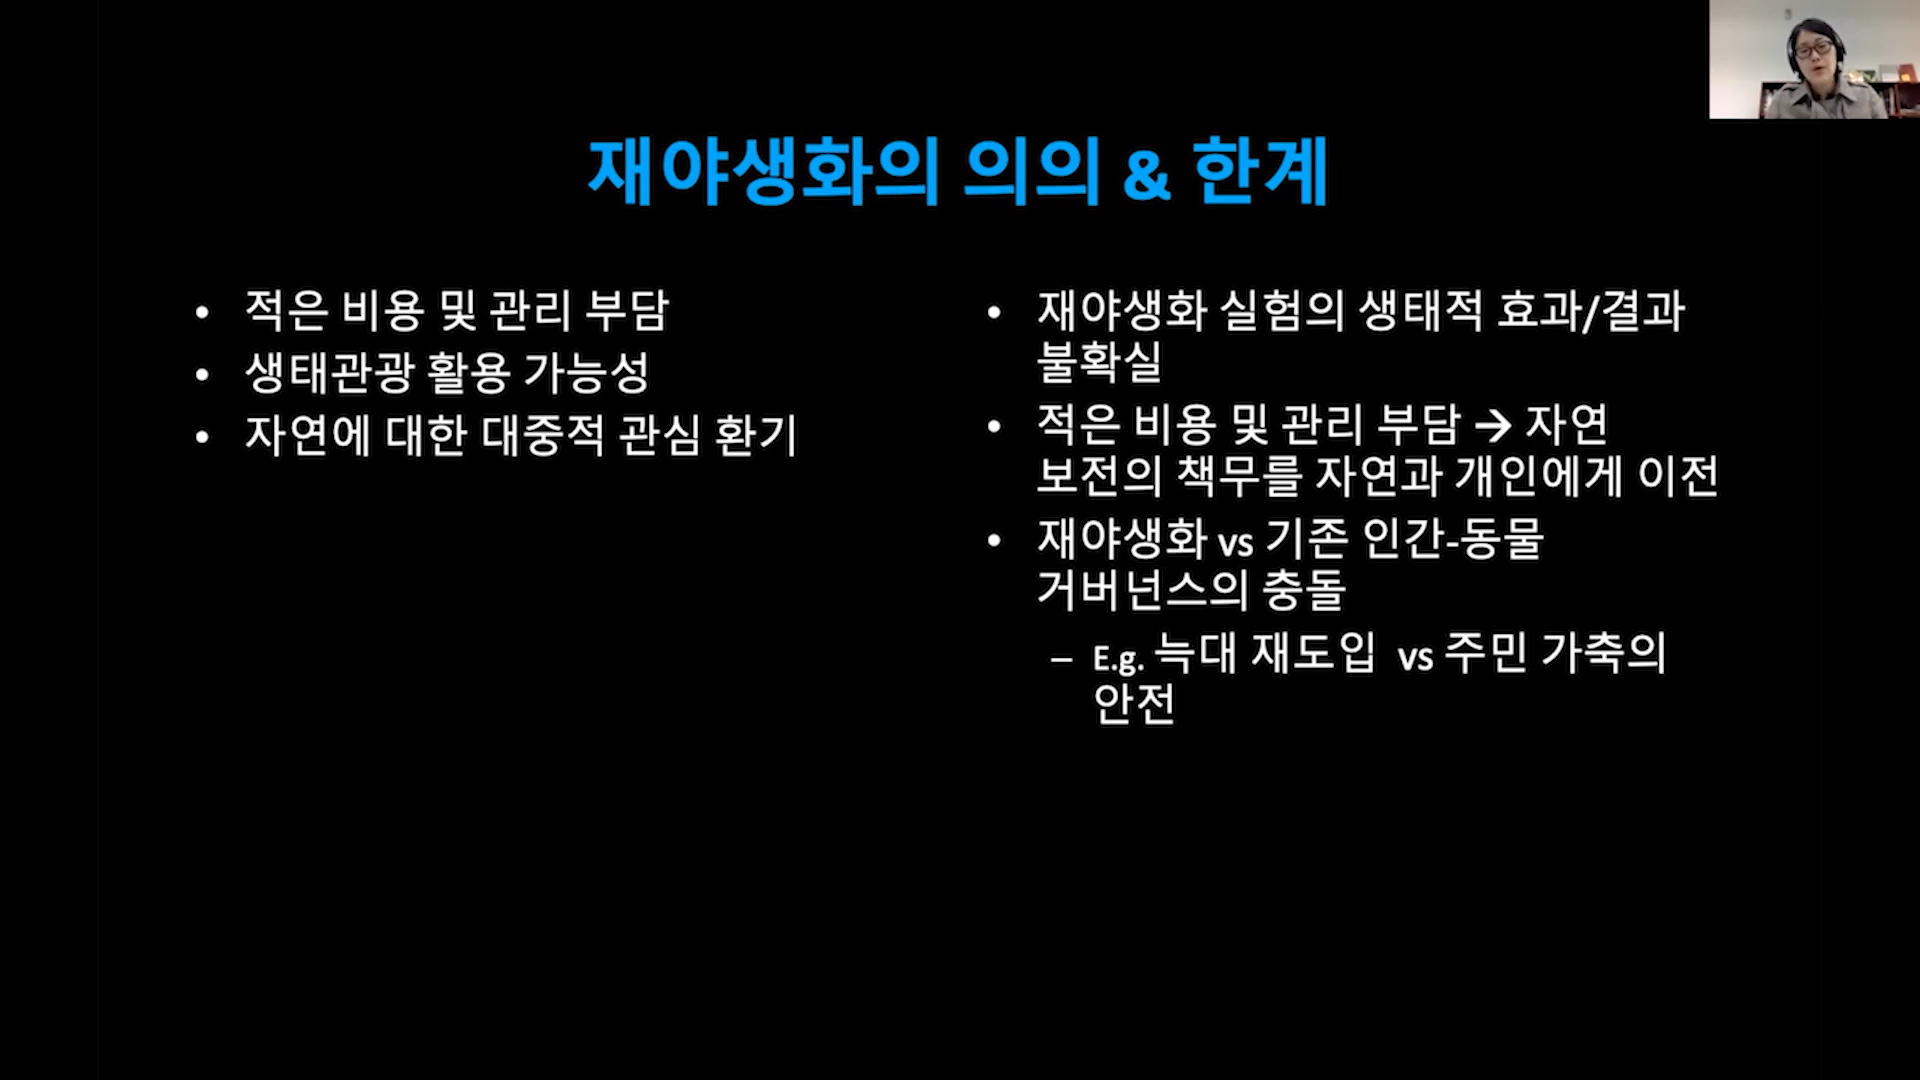 재야생화의 의의 & 한계
• 적은 비용 및 관리 부담
• 생태관광 활용 가능성
• 자연에 대한 대중적 관심 환기
• 재야생화 실험의 생태적 효과/결과
불확실
• 적은 비용 및 관리 부담 → 자연
보전의 책무를 자연과 개인에게 이전
• 재야생화 vs 기존 인간-동물
거버넌스의 충돌
– E.g. 늑대 재도입 vs 주민 가축의
안전